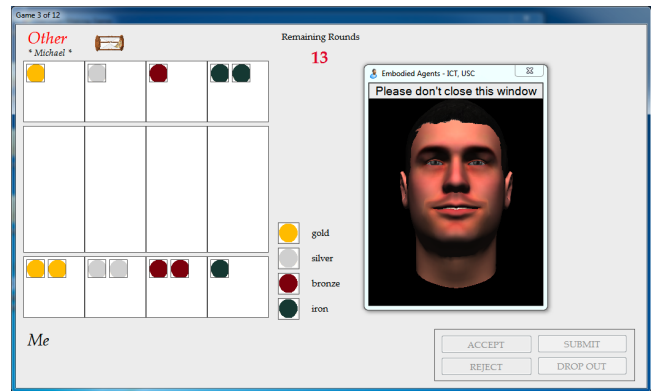 Game 3 of 12
Other
* Michael *
Remaining Rounds
13
Embodied Agents - ICT, USC
Please don't close this window
gold
silver
bronze
iron
Me
ACCEPT
SUBMIT
REJECT
DROP OUT